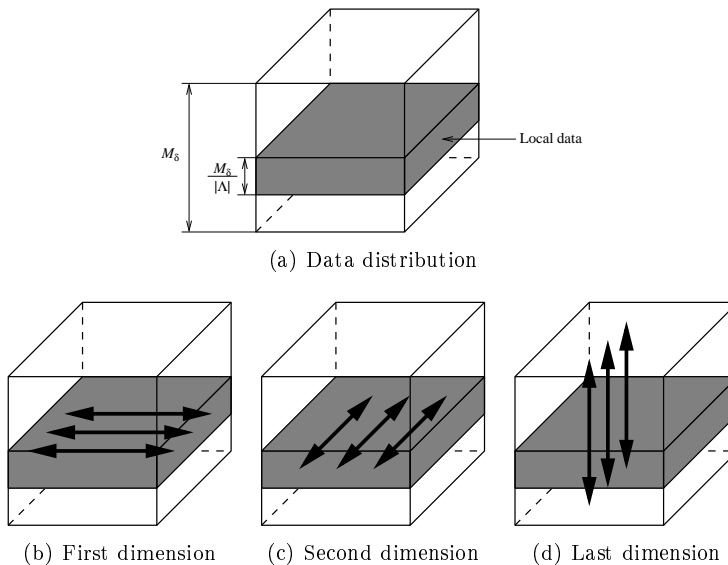 M_δ
M_δ
|Λ|
Local data
(a) Data distribution
(b) First dimension
(c) Second dimension
(d) Last dimension